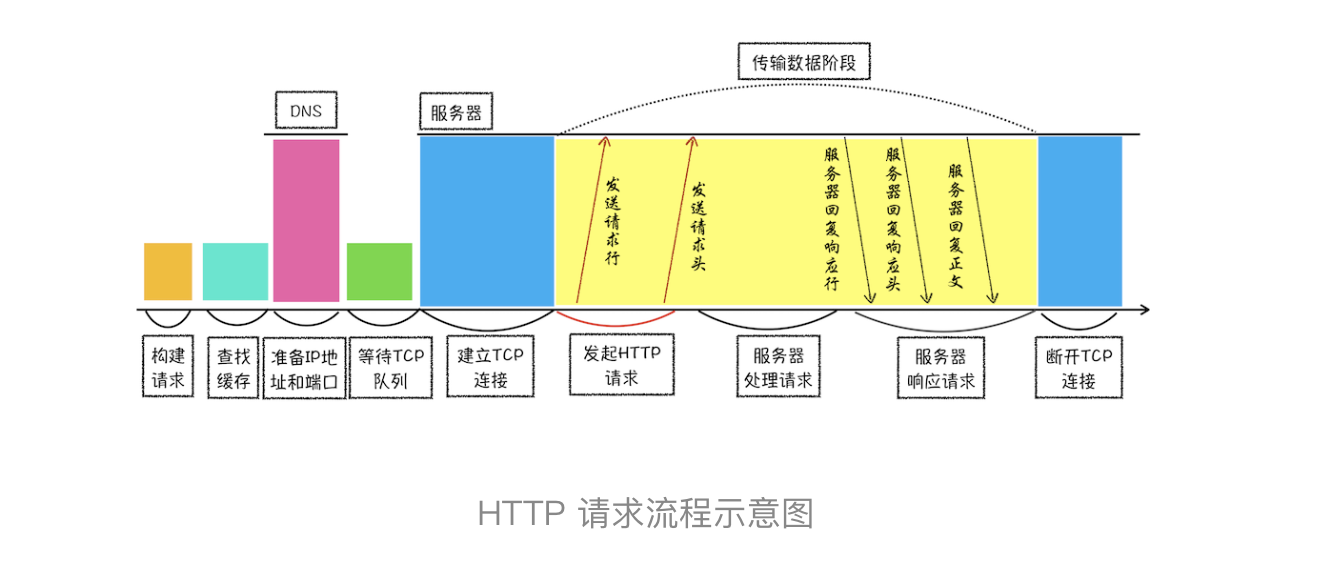 传输数据阶段
DNS
服务器
发送请求行
发送请求头
服务器回复响应行
服务器回复响应头
服务器回复正文
构建
请求
查找
缓存
准备IP地
址和端口
等待TCP
队列
建立TCP
连接
发起HTTP
请求
服务器
处理请求
服务器
响应请求
断开TCP
连接
HTTP 请求流程示意图